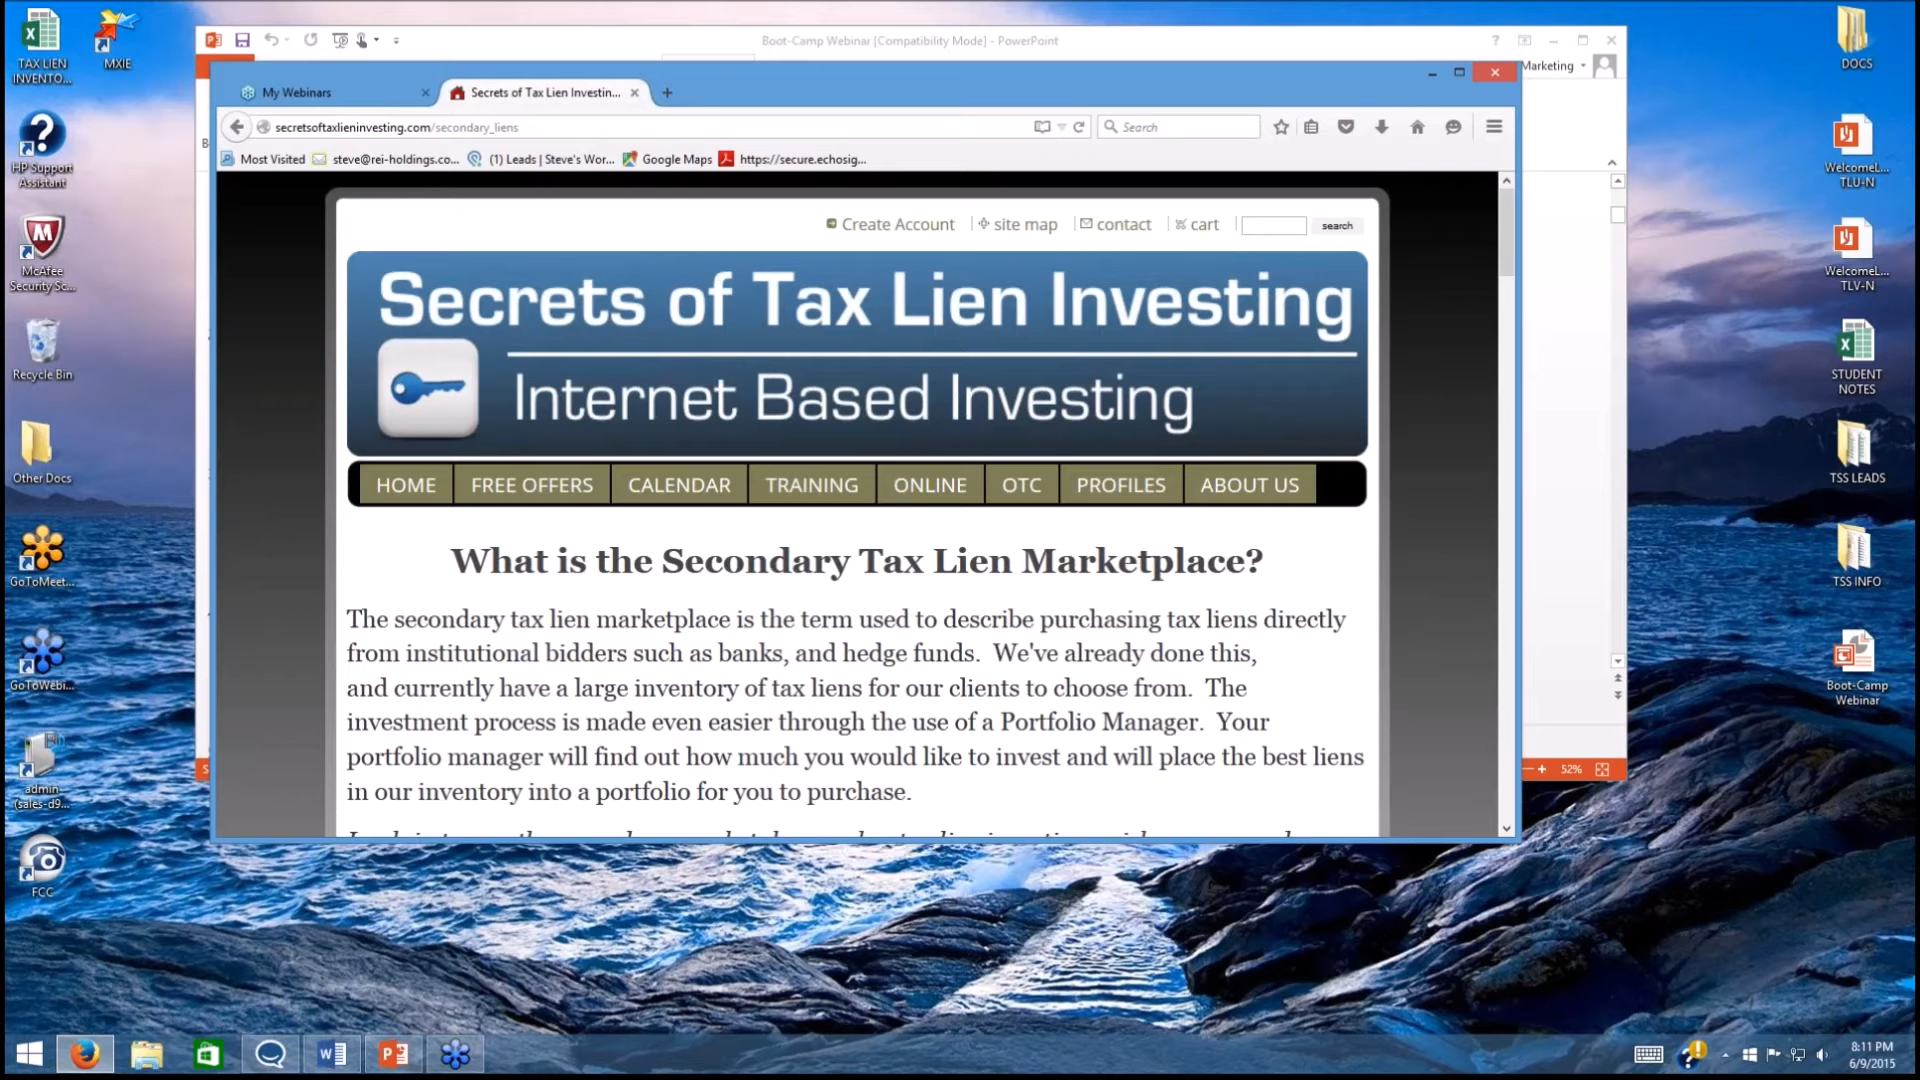 TAX LIEN
INVENTO...
MXIE
HP Support
Assistant
McAfee
Security Sc...
Recycle Bin
Other Docs
GoToMeet...
GoToWebi...
admin
(sales-d9...
FCC
Boot-Camp Webinar [Compatibility Mode] - PowerPoint
Marketing
My Webinars
Secrets of Tax Lien Investin...
secretsoftaxlieninvesting.com/secondary_liens
Search
Most Visited
steve@rei-holdings.co...
(1) Leads | Steve's Wor...
Google Maps
https://secure.echosig...
Create Account
site map
contact
cart
search
Secrets of Tax Lien Investing
Internet Based Investing
HOME
FREE OFFERS
CALENDAR
TRAINING
ONLINE
OTC
PROFILES
ABOUT US
What is the Secondary Tax Lien Marketplace?
The secondary tax lien marketplace is the term used to describe purchasing tax liens directly
from institutional bidders such as banks, and hedge funds.  We've already done this,
and currently have a large inventory of tax liens for our clients to choose from.  The
investment process is made even easier through the use of a Portfolio Manager.  Your
portfolio manager will find out how much you would like to invest and will place the best liens
in our inventory into a portfolio for you to purchase.
52%
DOCS
WelcomeL...
TLU-N
WelcomeL...
TLV-N
STUDENT
NOTES
TSS LEADS
TSS INFO
Boot-Camp
Webinar
8:11 PM
6/9/2015